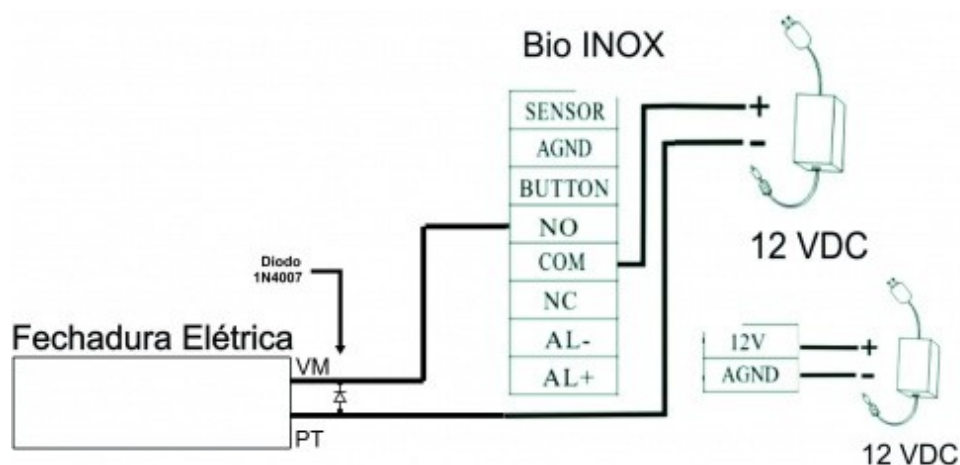 Bio INOX
SENSOR
AGND
BUTTON
NO
COM
NC
AL-
AL+
+
-
12 VDC
Diodo
1N4007
Fechadura Elétrica
VM
PT
12V
AGND
+
-
12 VDC